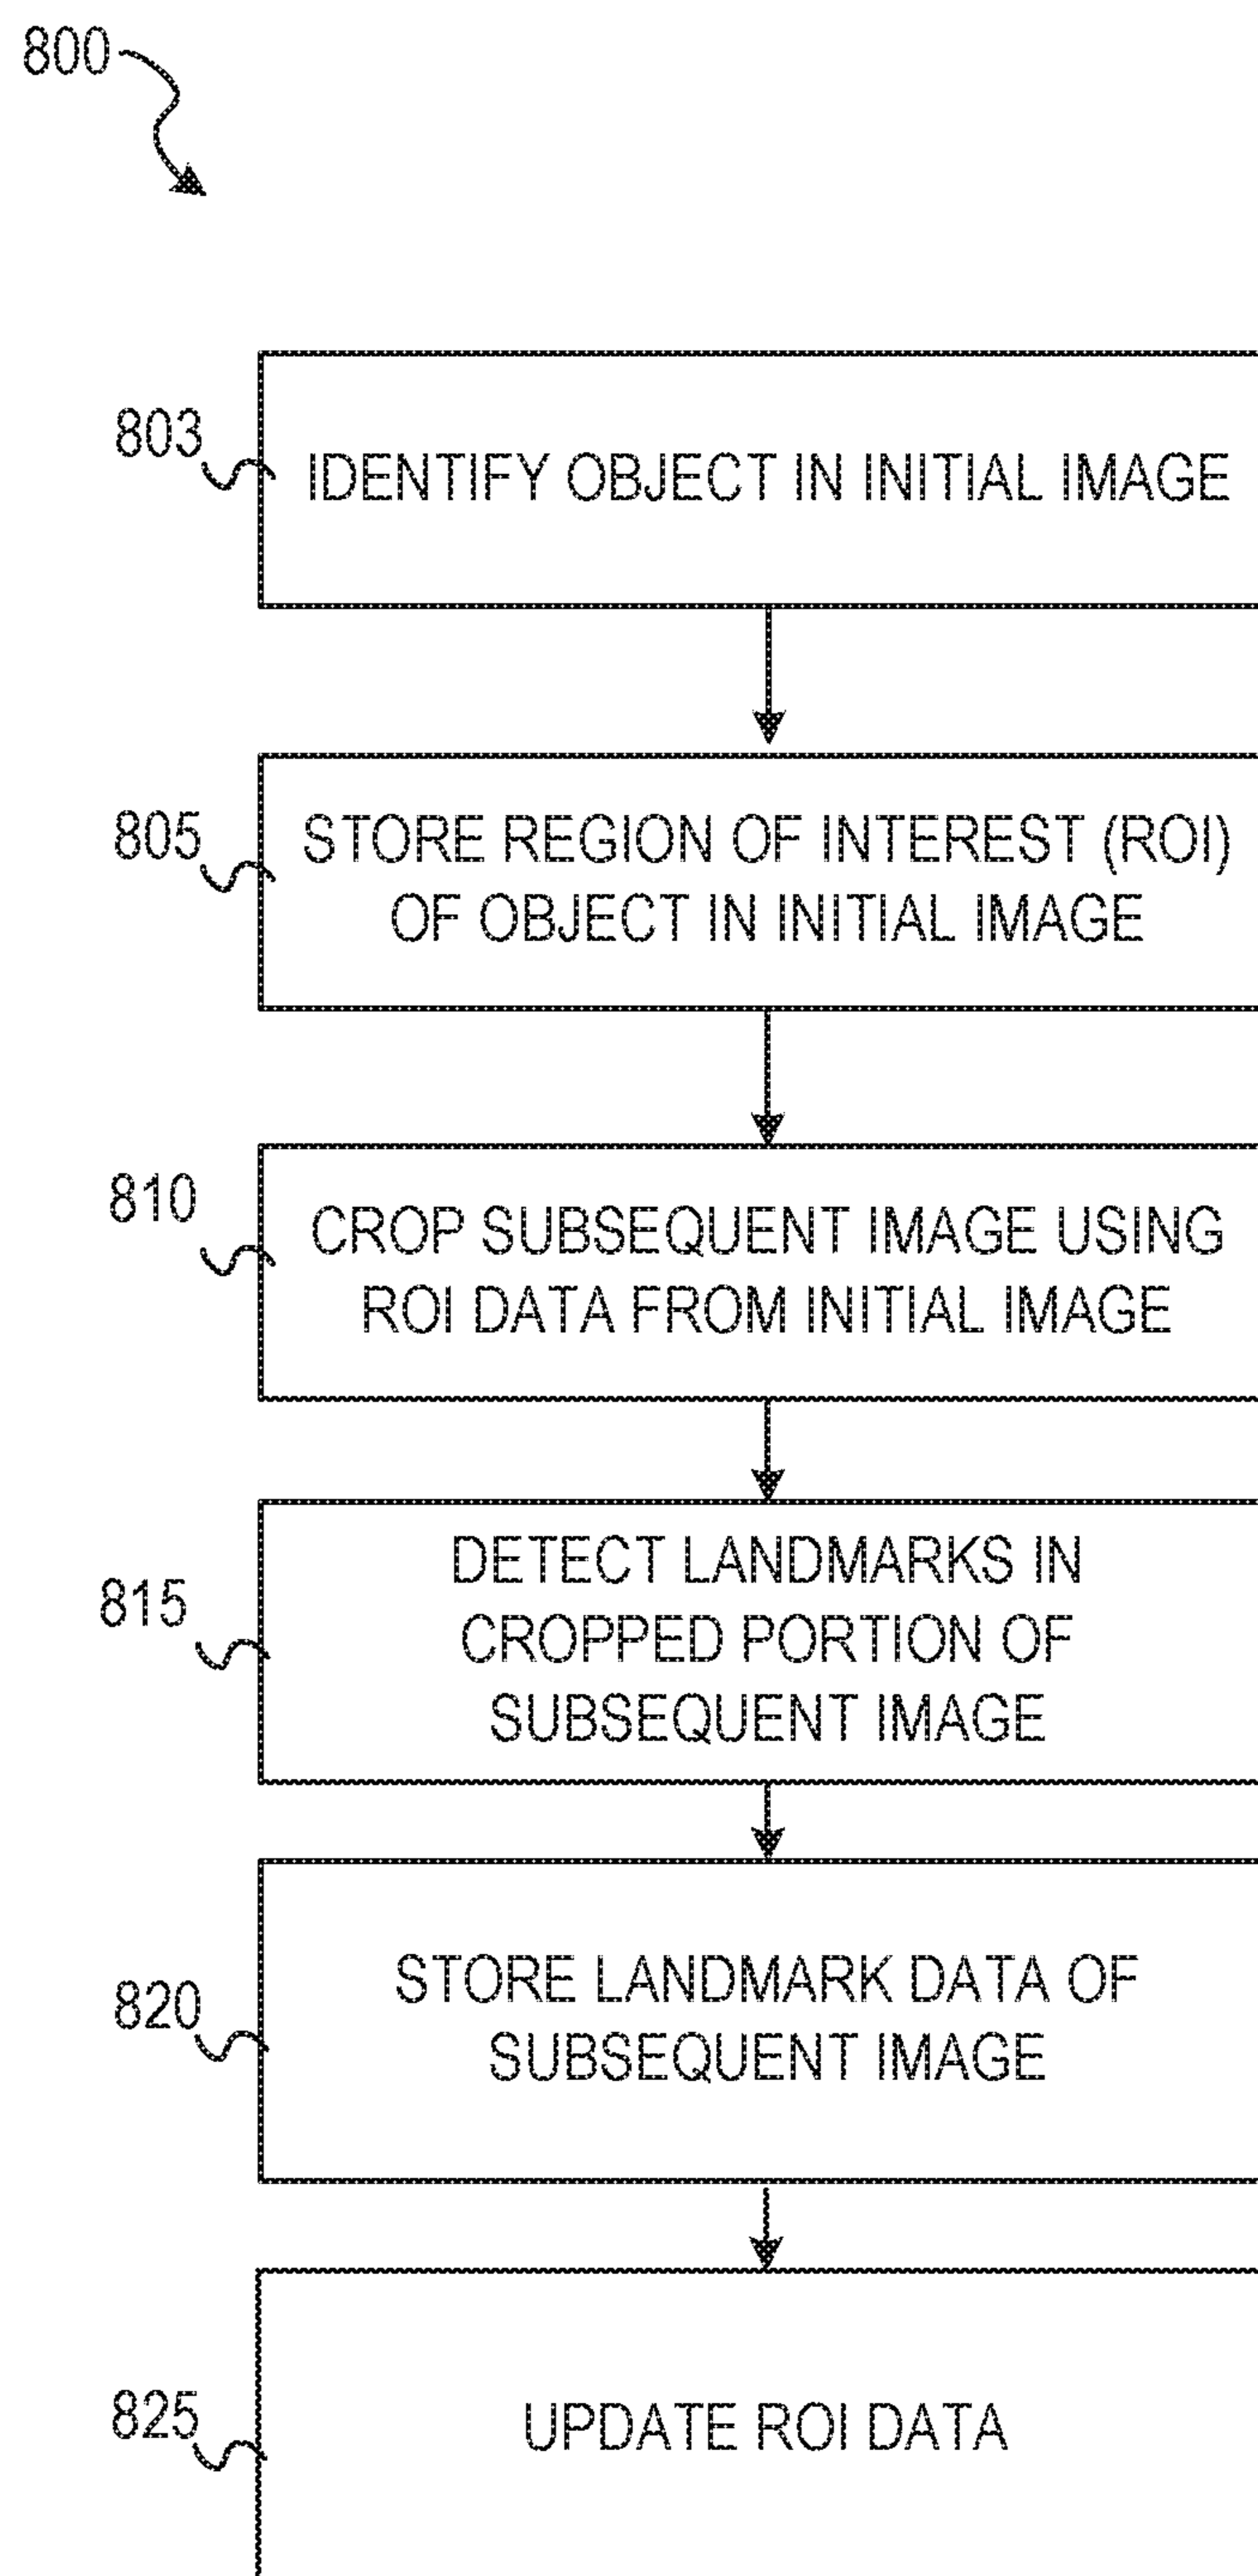 800
803
IDENTIFY OBJECT IN INITIAL IMAGE
805
STORE REGION OF INTEREST (ROI)
OF OBJECT IN INITIAL IMAGE
810
CROP SUBSEQUENT IMAGE USING
ROI DATA FROM INITIAL IMAGE
815
DETECT LANDMARKS IN
CROPPED PORTION OF
SUBSEQUENT IMAGE
820
STORE LANDMARK DATA OF
SUBSEQUENT IMAGE
825
UPDATE ROI DATA